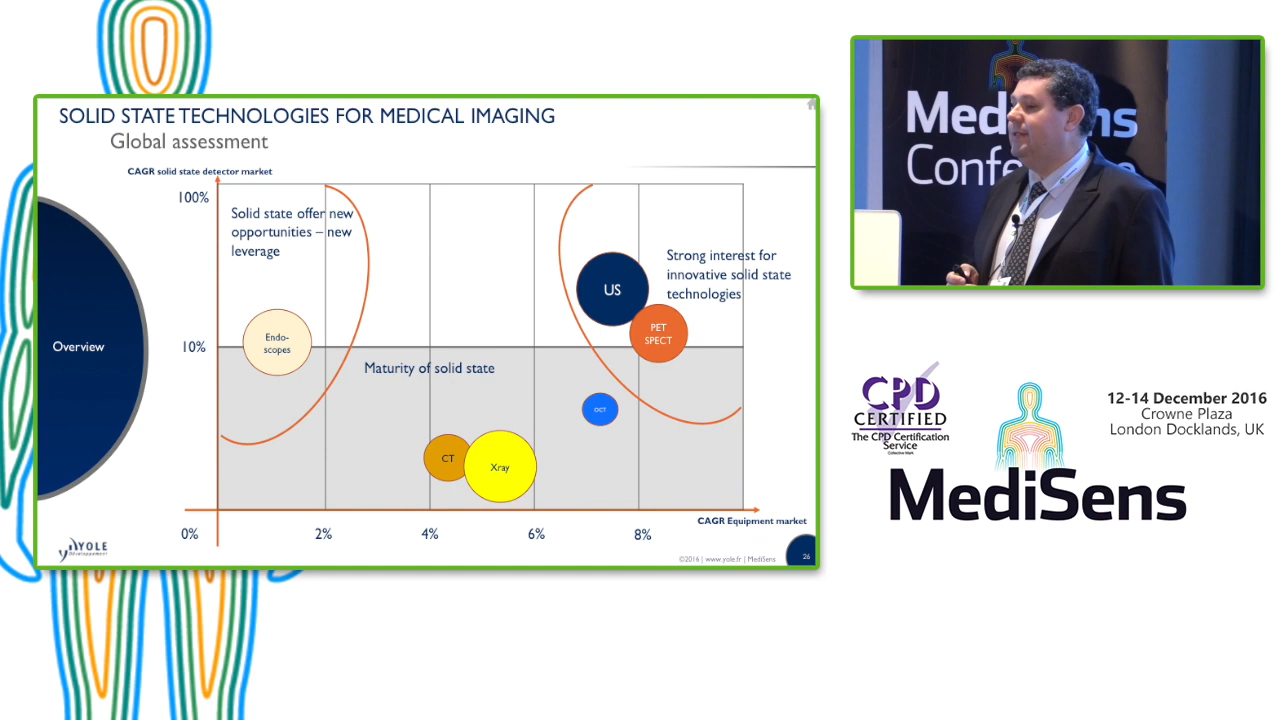 SOLID STATE TECHNOLOGIES FOR MEDICAL IMAGING
Global assessment
CAGR solid state detector market
100%
Solid state offer new
opportunities – new
leverage
Strong interest for
innovative solid state
technologies
US
PET
SPECT
Endo-
scopes
Overview
10%
Maturity of solid state
OCT
CT
Xray
CAGR Equipment market
0%
2%
4%
6%
8%
YOLE
Développement
©2016 | www.yole.fr | MediSens
26
MediSens
Conference
CPD
CERTIFIED
The CPD Certification
Service
Collective Mark
12-14 December 2016
Crowne Plaza
London Docklands, UK
MediSens